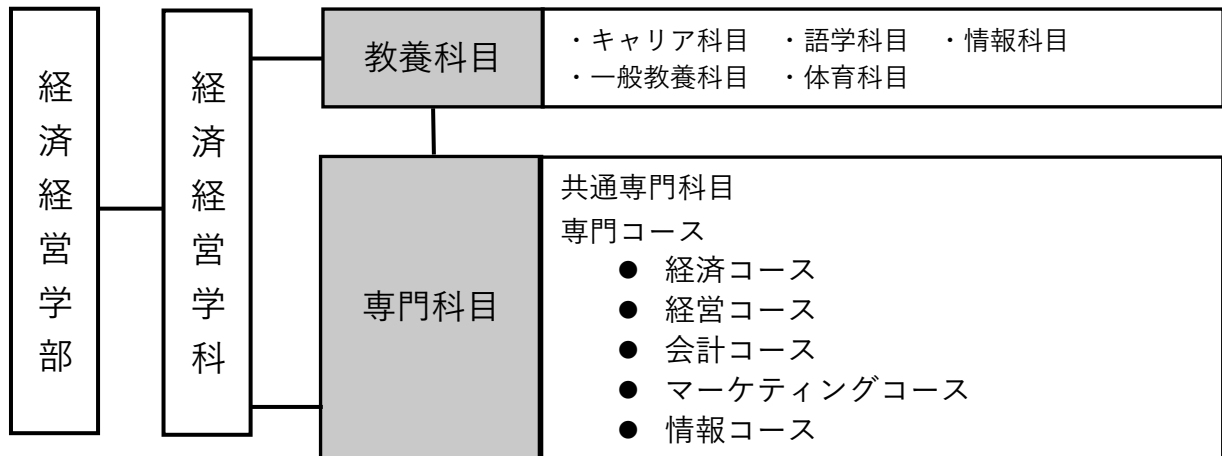 経済経営学部
経済経営学科
教養科目
・キャリア科目　・語学科目　・情報科目
・一般教養科目　・体育科目
専門科目
共通専門科目
専門コース
● 経済コース
● 経営コース
● 会計コース
● マーケティングコース
● 情報コース